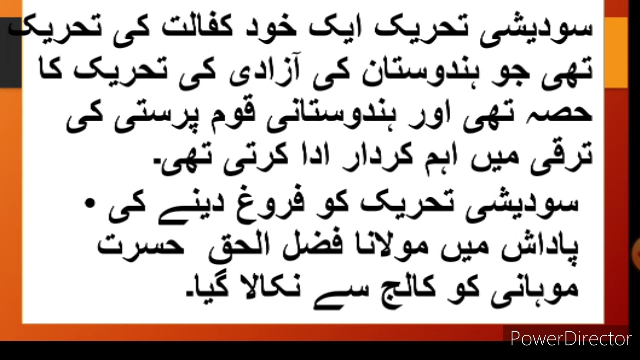 سودیشی تحریک ایک خود کفالت کی تحریک
تھی جو ہندوستان کی آزادی کی تحریک کا
حصہ تھی اور ہندوستانی قوم پرستی کی
ترقی میں اہم کردار ادا کرتی تھی۔
• سودیشی تحریک کو فروغ دینے کی
پاداش میں مولانا فضل الحق حسرت
موہانی کو کالج سے نکالا گیا۔
PowerDirector